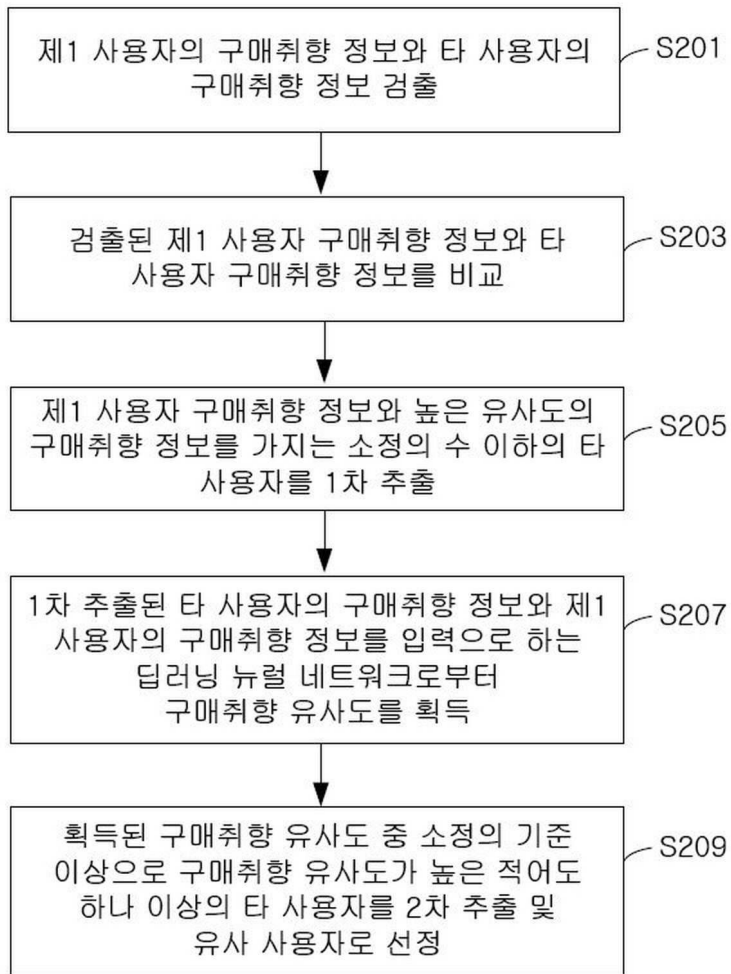 제1 사용자의 구매취향 정보와 타 사용자의
구매취향 정보 검출
S201
검출된 제1 사용자 구매취향 정보와 타
사용자 구매취향 정보를 비교
S203
제1 사용자 구매취향 정보와 높은 유사도의
구매취향 정보를 가지는 소정의 수 이하의 타
사용자를 1차 추출
S205
1차 추출된 타 사용자의 구매취향 정보와 제1
사용자의 구매취향 정보를 입력으로 하는
딥러닝 뉴럴 네트워크로부터
구매취향 유사도를 획득
S207
획득된 구매취향 유사도 중 소정의 기준
이상으로 구매취향 유사도가 높은 적어도
하나 이상의 타 사용자를 2차 추출 및
유사 사용자로 선정
S209